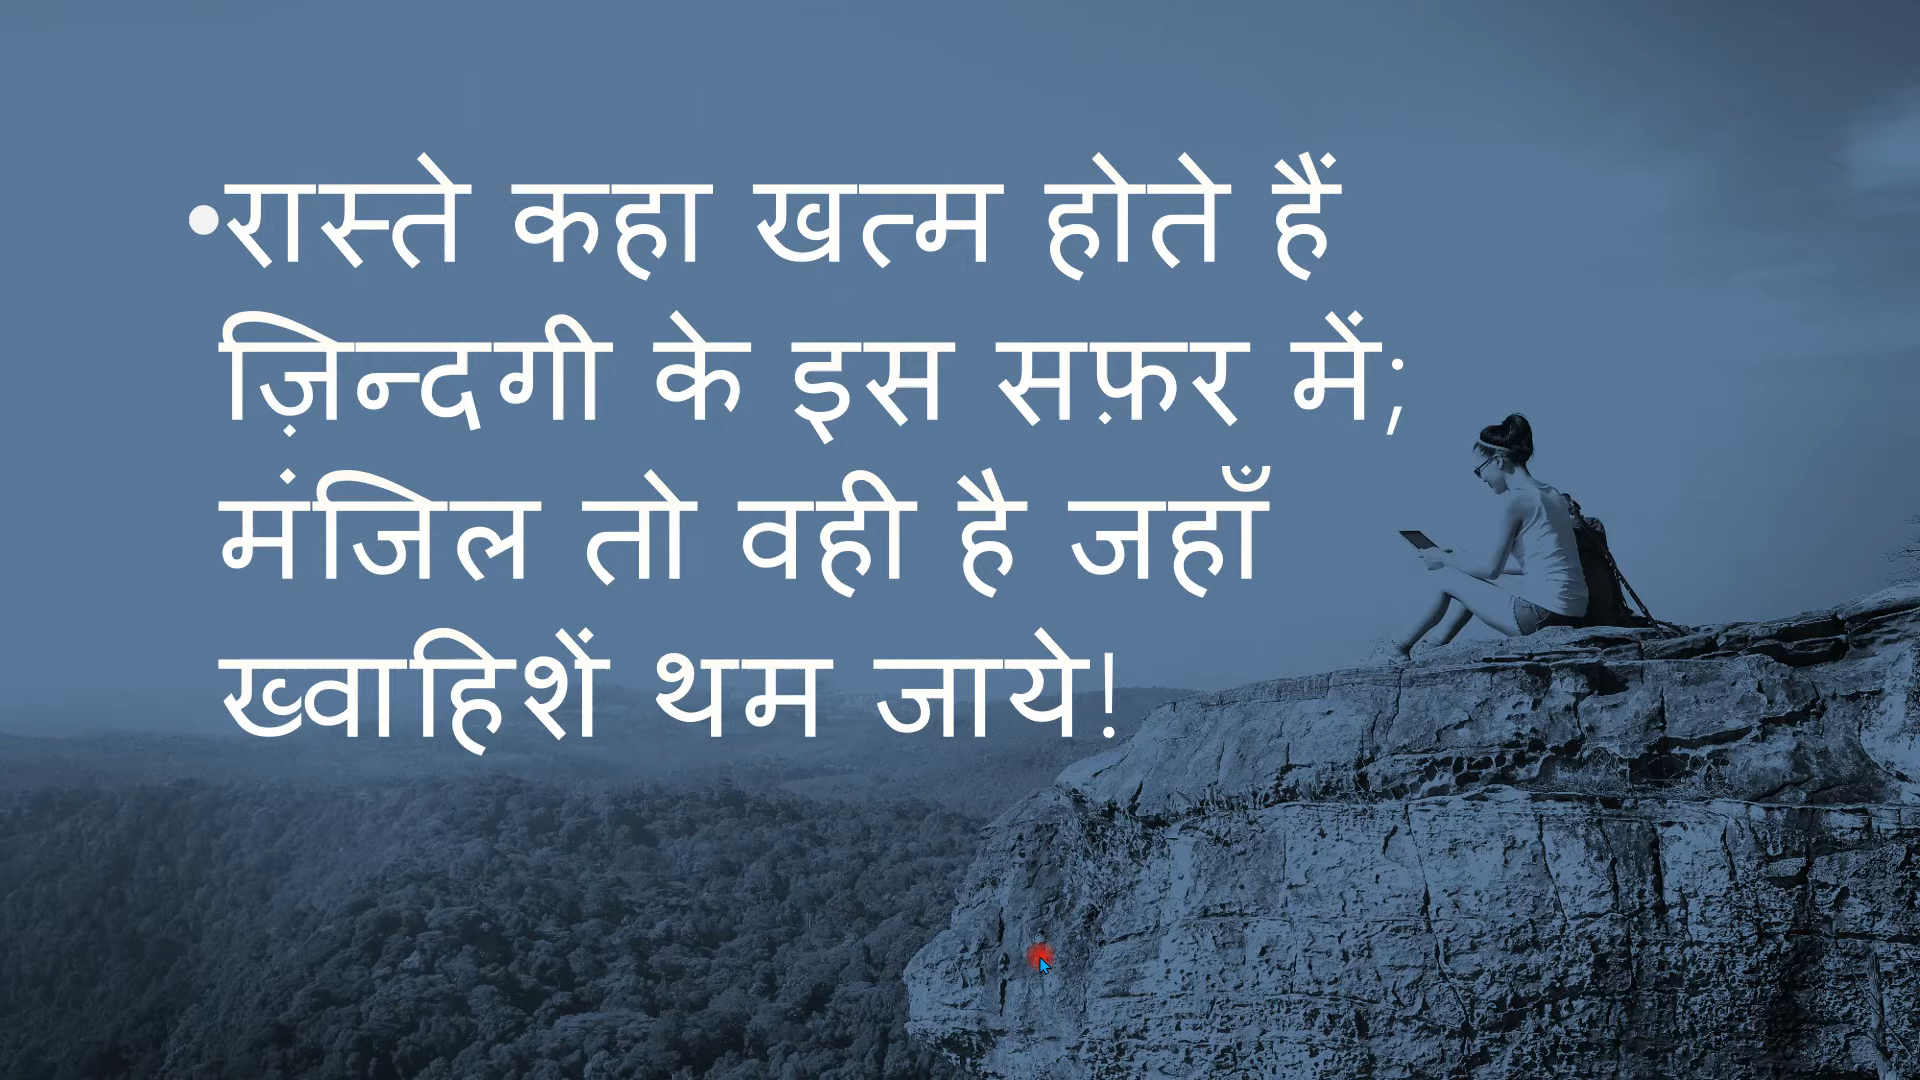 •रास्ते कहा खत्म होते हैं
ज़िन्दगी के इस सफ़र में;
मंजिल तो वही है जहाँ
ख्वाहिशें थम जाये!